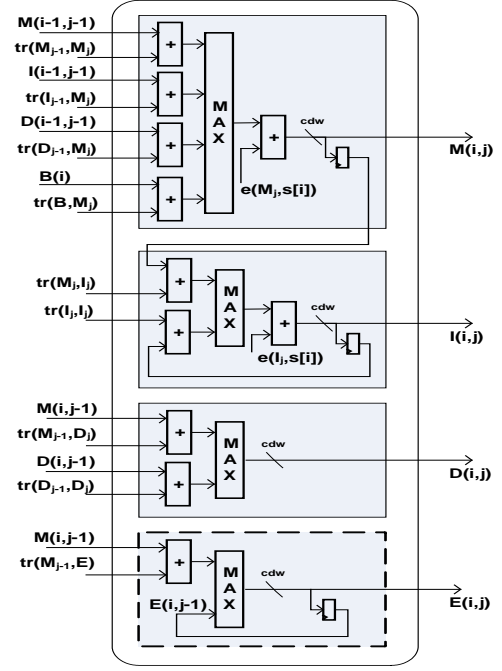 M(i-1,j-1)
tr(Mj-1,Mj)
I(i-1,j-1)
tr(Ij-1,Mj)
D(i-1,j-1)
tr(Dj-1,Mj)
B(i)
tr(B,Mj)
+
+
+
+
MAX
+
e(Mj,s[i])
cdw
M(i,j)
tr(Mj,Ij)
tr(Ij,Ij)
+
+
MAX
+
e(Ij,s[i])
cdw
I(i,j)
M(i,j-1)
tr(Mj-1,Dj)
D(i,j-1)
tr(Dj-1,Dj)
+
+
MAX
cdw
D(i,j)
M(i,j-1)
tr(Mj-1,E)
+
E(i,j-1)
MAX
cdw
E(i,j)